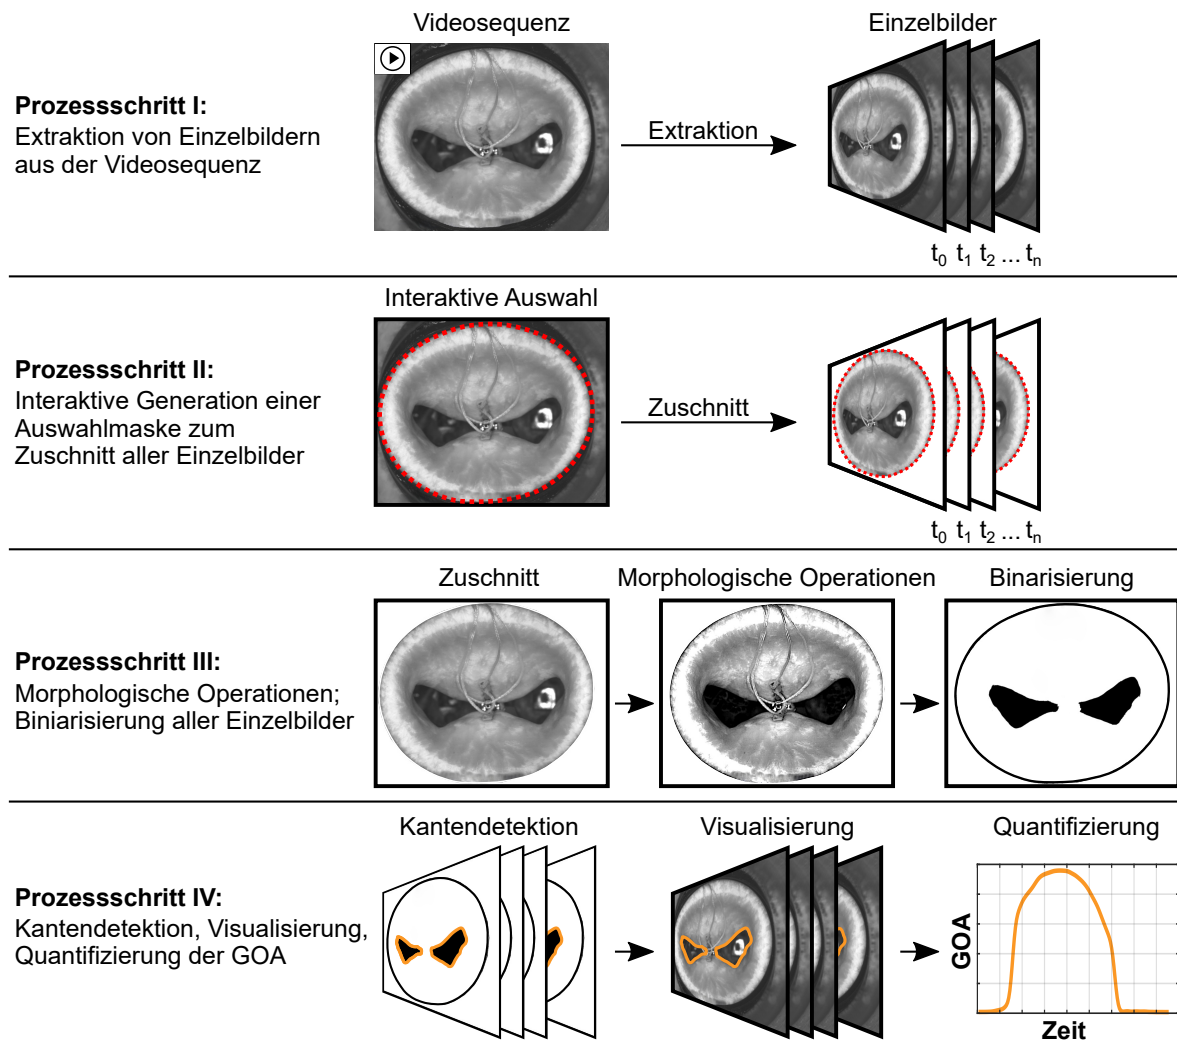 Videosequenz
Einzelbilder
Prozessschritt I:
Extraktion von Einzelbildern
aus der Videosequenz
Extraktion
t0 t1 t2 ... tn
Interaktive Auswahl
Prozessschritt II:
Interaktive Generation einer
Auswahlmaske zum
Zuschnitt aller Einzelbilder
Zuschnitt
t0 t1 t2 ... tn
Zuschnitt
Morphologische Operationen
Binarisierung
Prozessschritt III:
Morphologische Operationen;
Biniarisierung aller Einzelbilder
Kantendetektion
Visualisierung
Quantifizierung
Prozessschritt IV:
Kantendetektion, Visualisierung,
Quantifizierung der GOA
GOA
Zeit